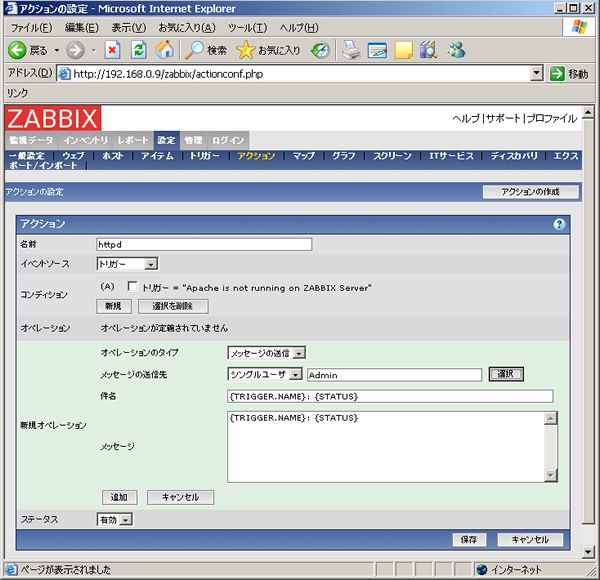 アクションの設定 - Microsoft Internet Explorer
ファイル(F) 編集(E) 表示(V) お気に入り(A) ツール(T) ヘルプ(H)
戻る 検索 お気に入り
アドレス(D) http://192.168.0.9/zabbix/actionconf.php 移動
リンク
ZABBIX
ヘルプ|サポート|プロファイル
監視データ インベントリ レポート 設定 管理 ログイン
一般設定 | ウェブ | ホスト | アイテム | トリガー | アクション | マップ | グラフ | スクリーン | ITサービス | ディスカバリ | エクス
ポート/インポート |
アクションの設定 アクションの作成
アクション ?
名前 httpd
イベントソース トリガー
コンディション (A) トリガー = "Apache is not running on ZABBIX Server"
新規 選択を削除
オペレーション オペレーションが定義されていません
新規オペレーション
オペレーションのタイプ メッセージの送信
メッセージの送信先 シングルユーザ Admin 選択
件名 {TRIGGER.NAME}: {STATUS}
メッセージ {TRIGGER.NAME}: {STATUS}
追加 キャンセル
ステータス 有効
保存 キャンセル
ページが表示されました インターネット